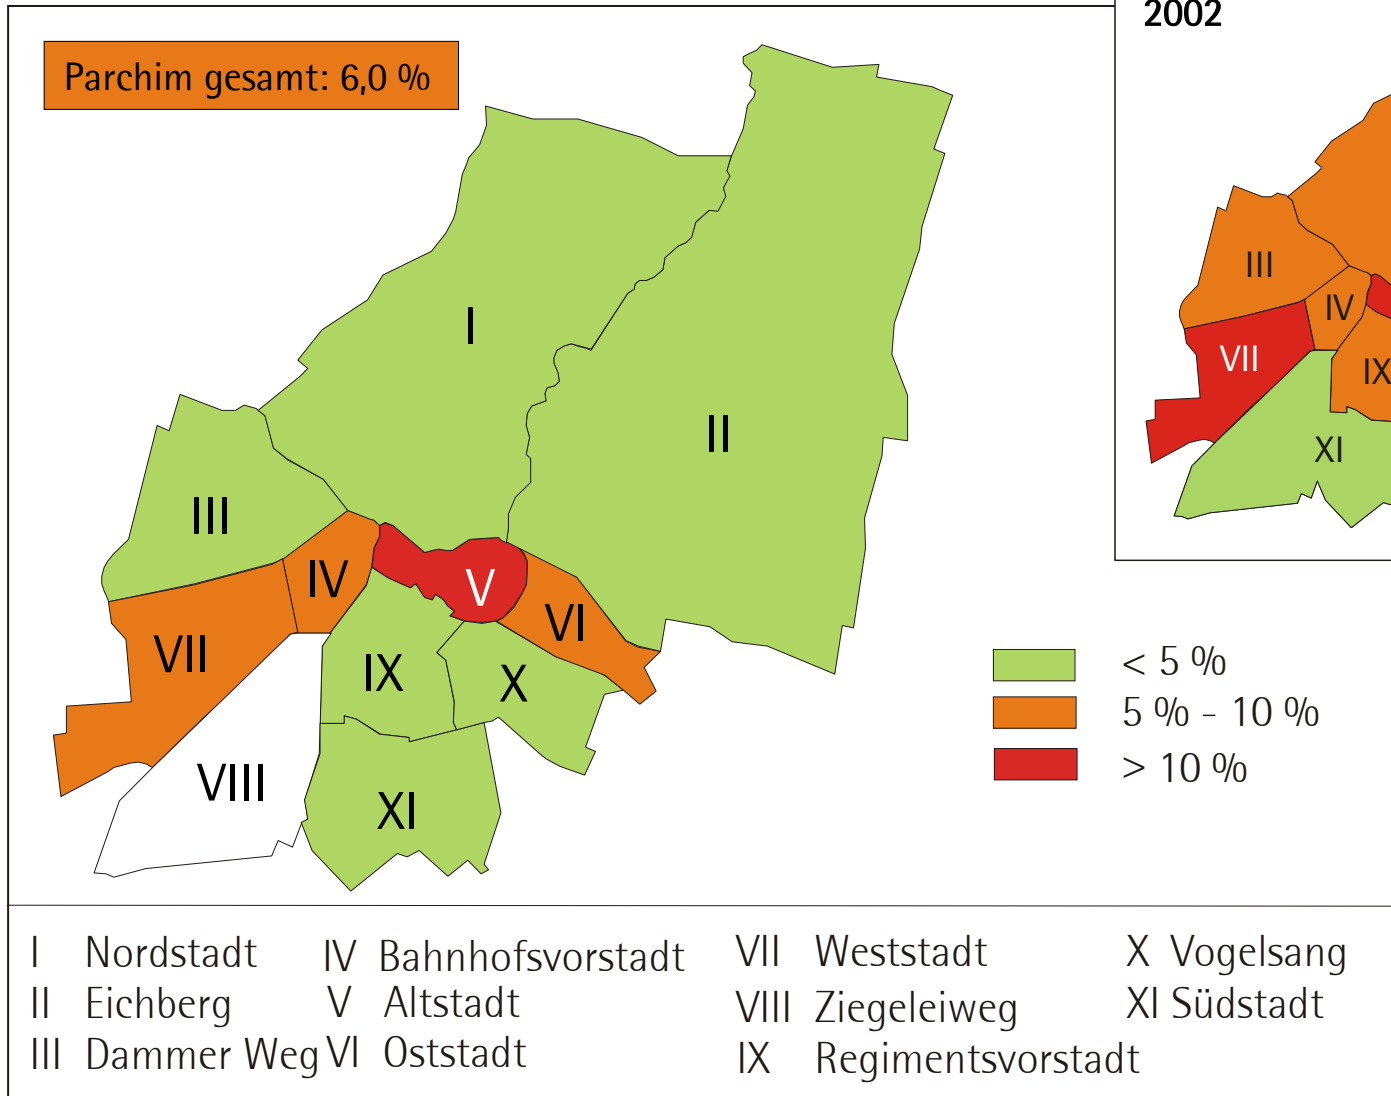 2002
Parchim gesamt: 6,0 %
I
II
III
IV
V
VI
VII
VIII
IX
X
XI
III
IV
VII
IX
XI
< 5 %
5 % - 10 %
> 10 %
I Nordstadt
II Eichberg
III Dammer Weg
IV Bahnhofsvorstadt
V Altstadt
VI Oststadt
VII Weststadt
VIII Ziegeleiweg
IX Regimentsvorstadt
X Vogelsang
XI Südstadt